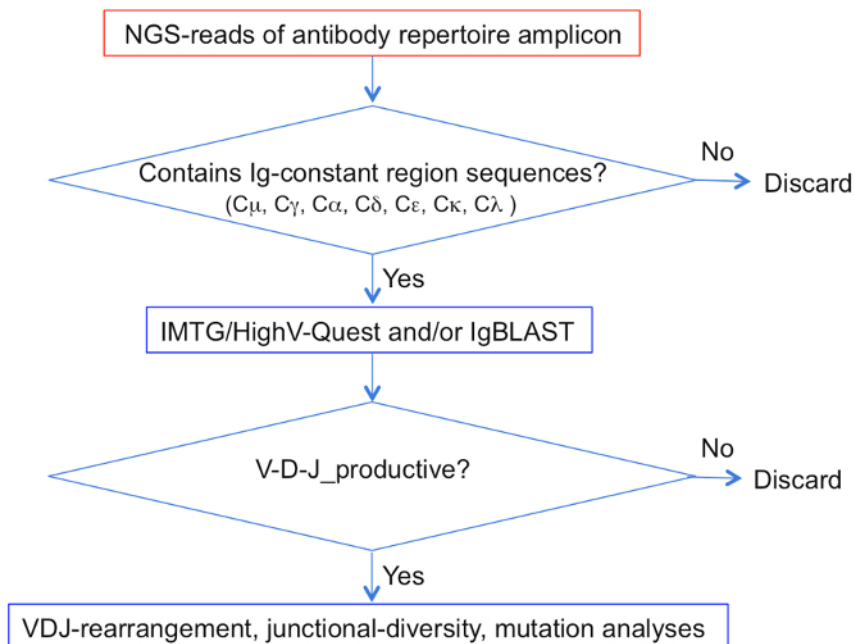 NGS-reads of antibody repertoire amplicon
Contains Ig-constant region sequences?
(Cμ, Cγ, Cα, Cδ, Cε, Cκ, Cλ )
No
Discard
Yes
IMTG/HighV-Quest and/or IgBLAST
V-D-J_productive?
No
Discard
Yes
VDJ-rearrangement, junctional-diversity, mutation analyses